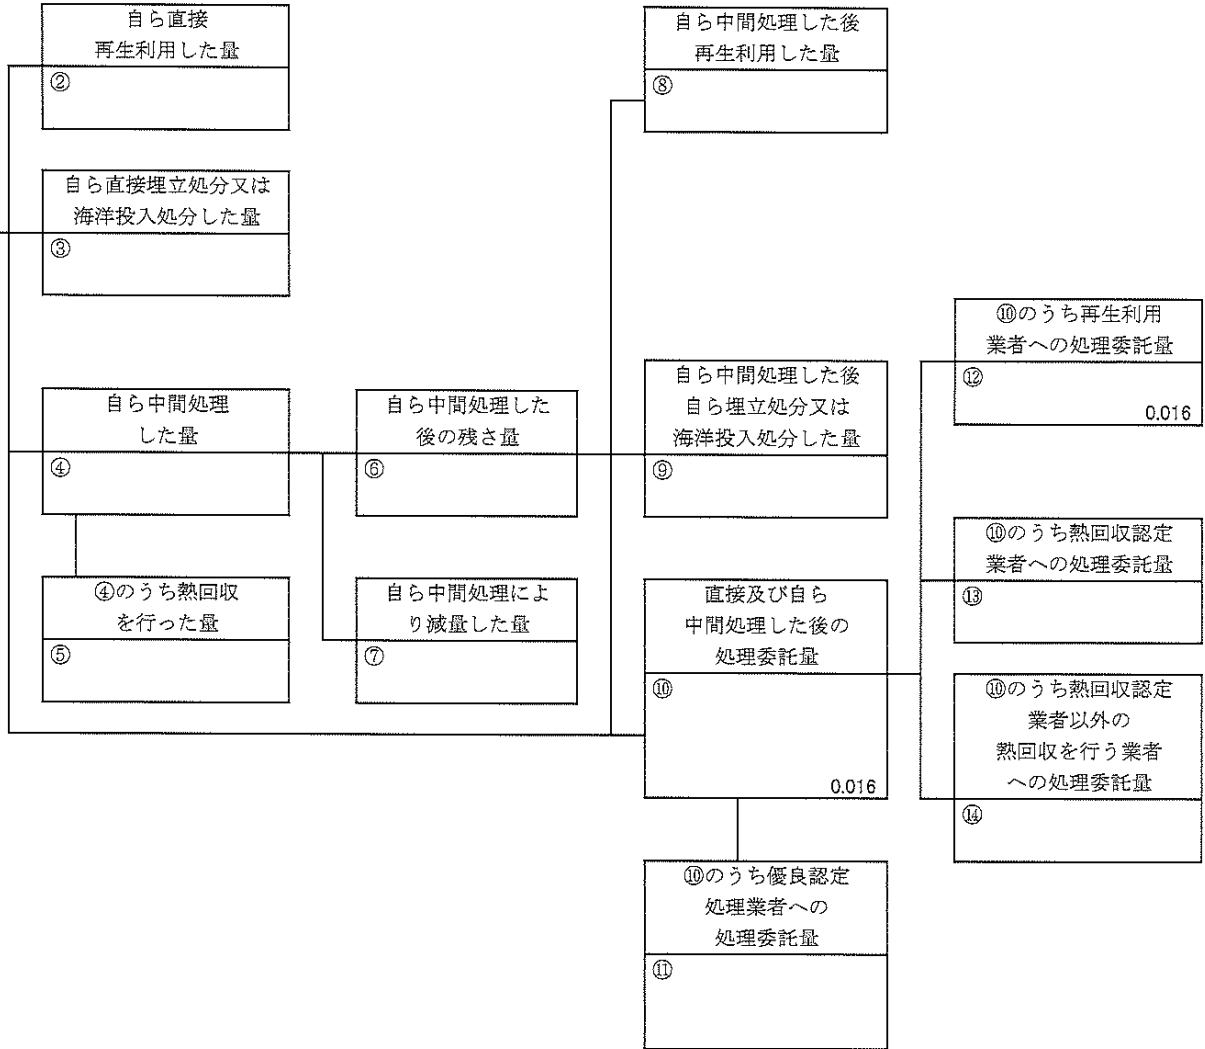 自ら直接
再生利用した量
②
自ら直接埋立処分又は
海洋投入処分した量
③
自ら中間処理
した量
④
④のうち熱回収
を行った量
⑤
自ら中間処理した
後の残さ量
⑥
自ら中間処理によ
り減量した量
⑦
自ら中間処理した後
再生利用した量
⑧
自ら中間処理した後
自ら埋立処分又は
海洋投入処分した量
⑨
直接及び自ら
中間処理した後の
処理委託量
⑩
0.016
⑩のうち優良認定
処理業者への
処理委託量
⑪
⑩のうち再生利用
業者への処理委託量
⑫
0.016
⑩のうち熱回収認定
業者への処理委託量
⑬
⑩のうち熱回収認定
業者以外の
熱回収を行う業者
への処理委託量
⑭